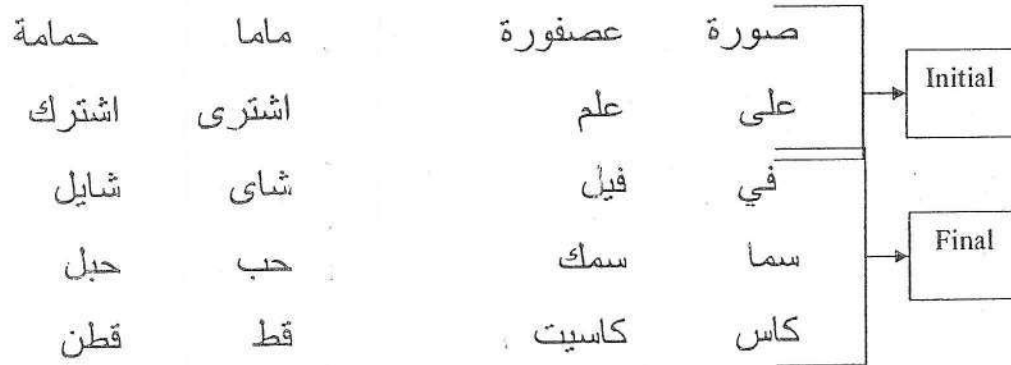 صورة عصفورة ماما حمامة
Initial
على علم اشترى اشترك
في فيل شاى شايل
Final
سما سمك حب حبل
كاس كاسيت قط قطن